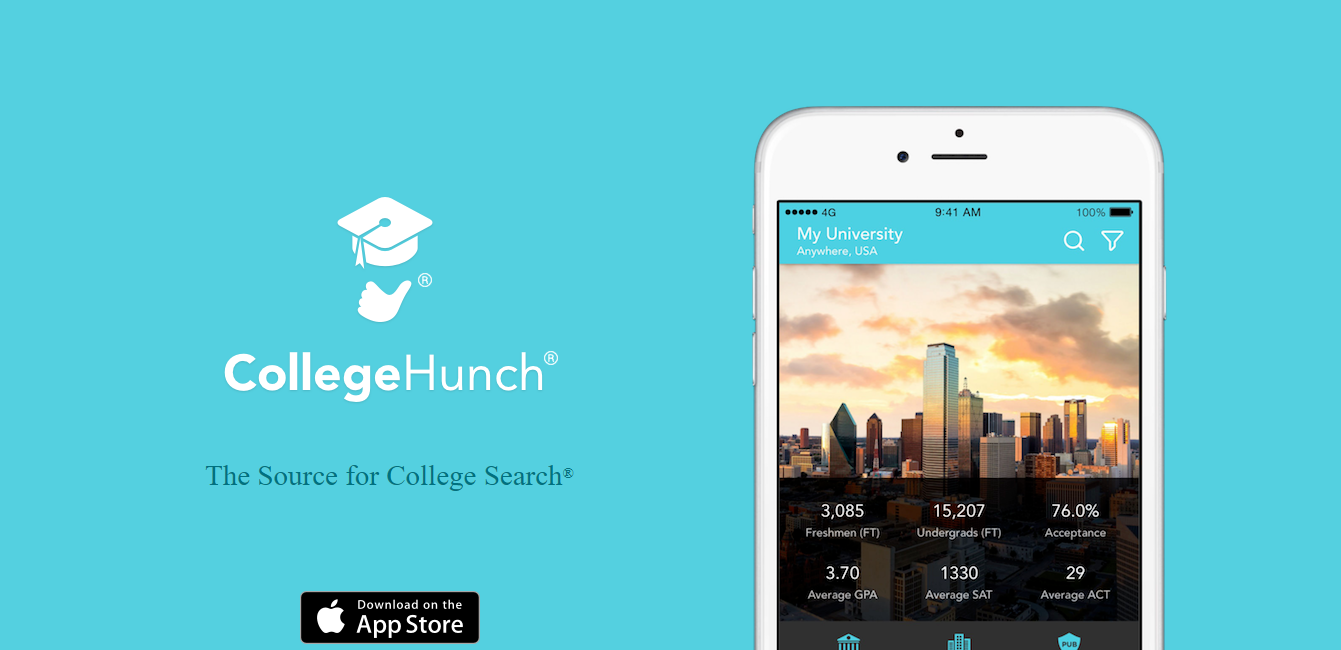 ®
CollegeHunch®
The Source for College Search®
Download on the
App Store
4G
9:41 AM
100%
My University
Anywhere, USA
3,085
15,207
76.0%
Freshmen (FT)
Undergrads (FT)
Acceptance
3.70
1330
29
Average GPA
Average SAT
Average ACT
PUB